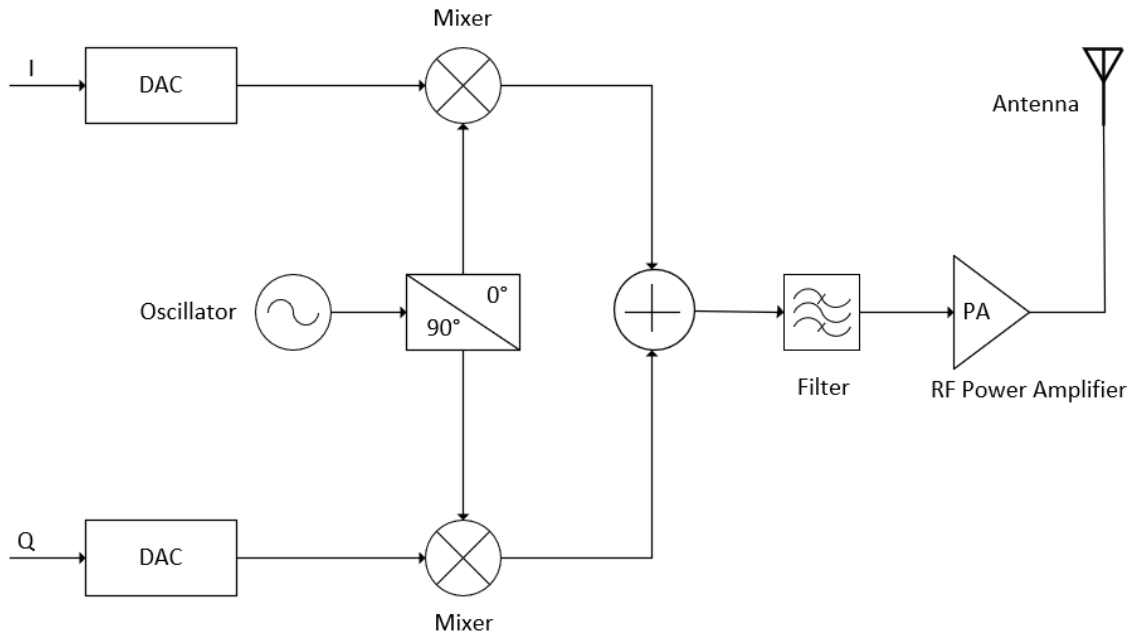 Mixer
I
DAC
Antenna
Oscillator
0°
90°
PA
Filter
RF Power Amplifier
Q
DAC
Mixer